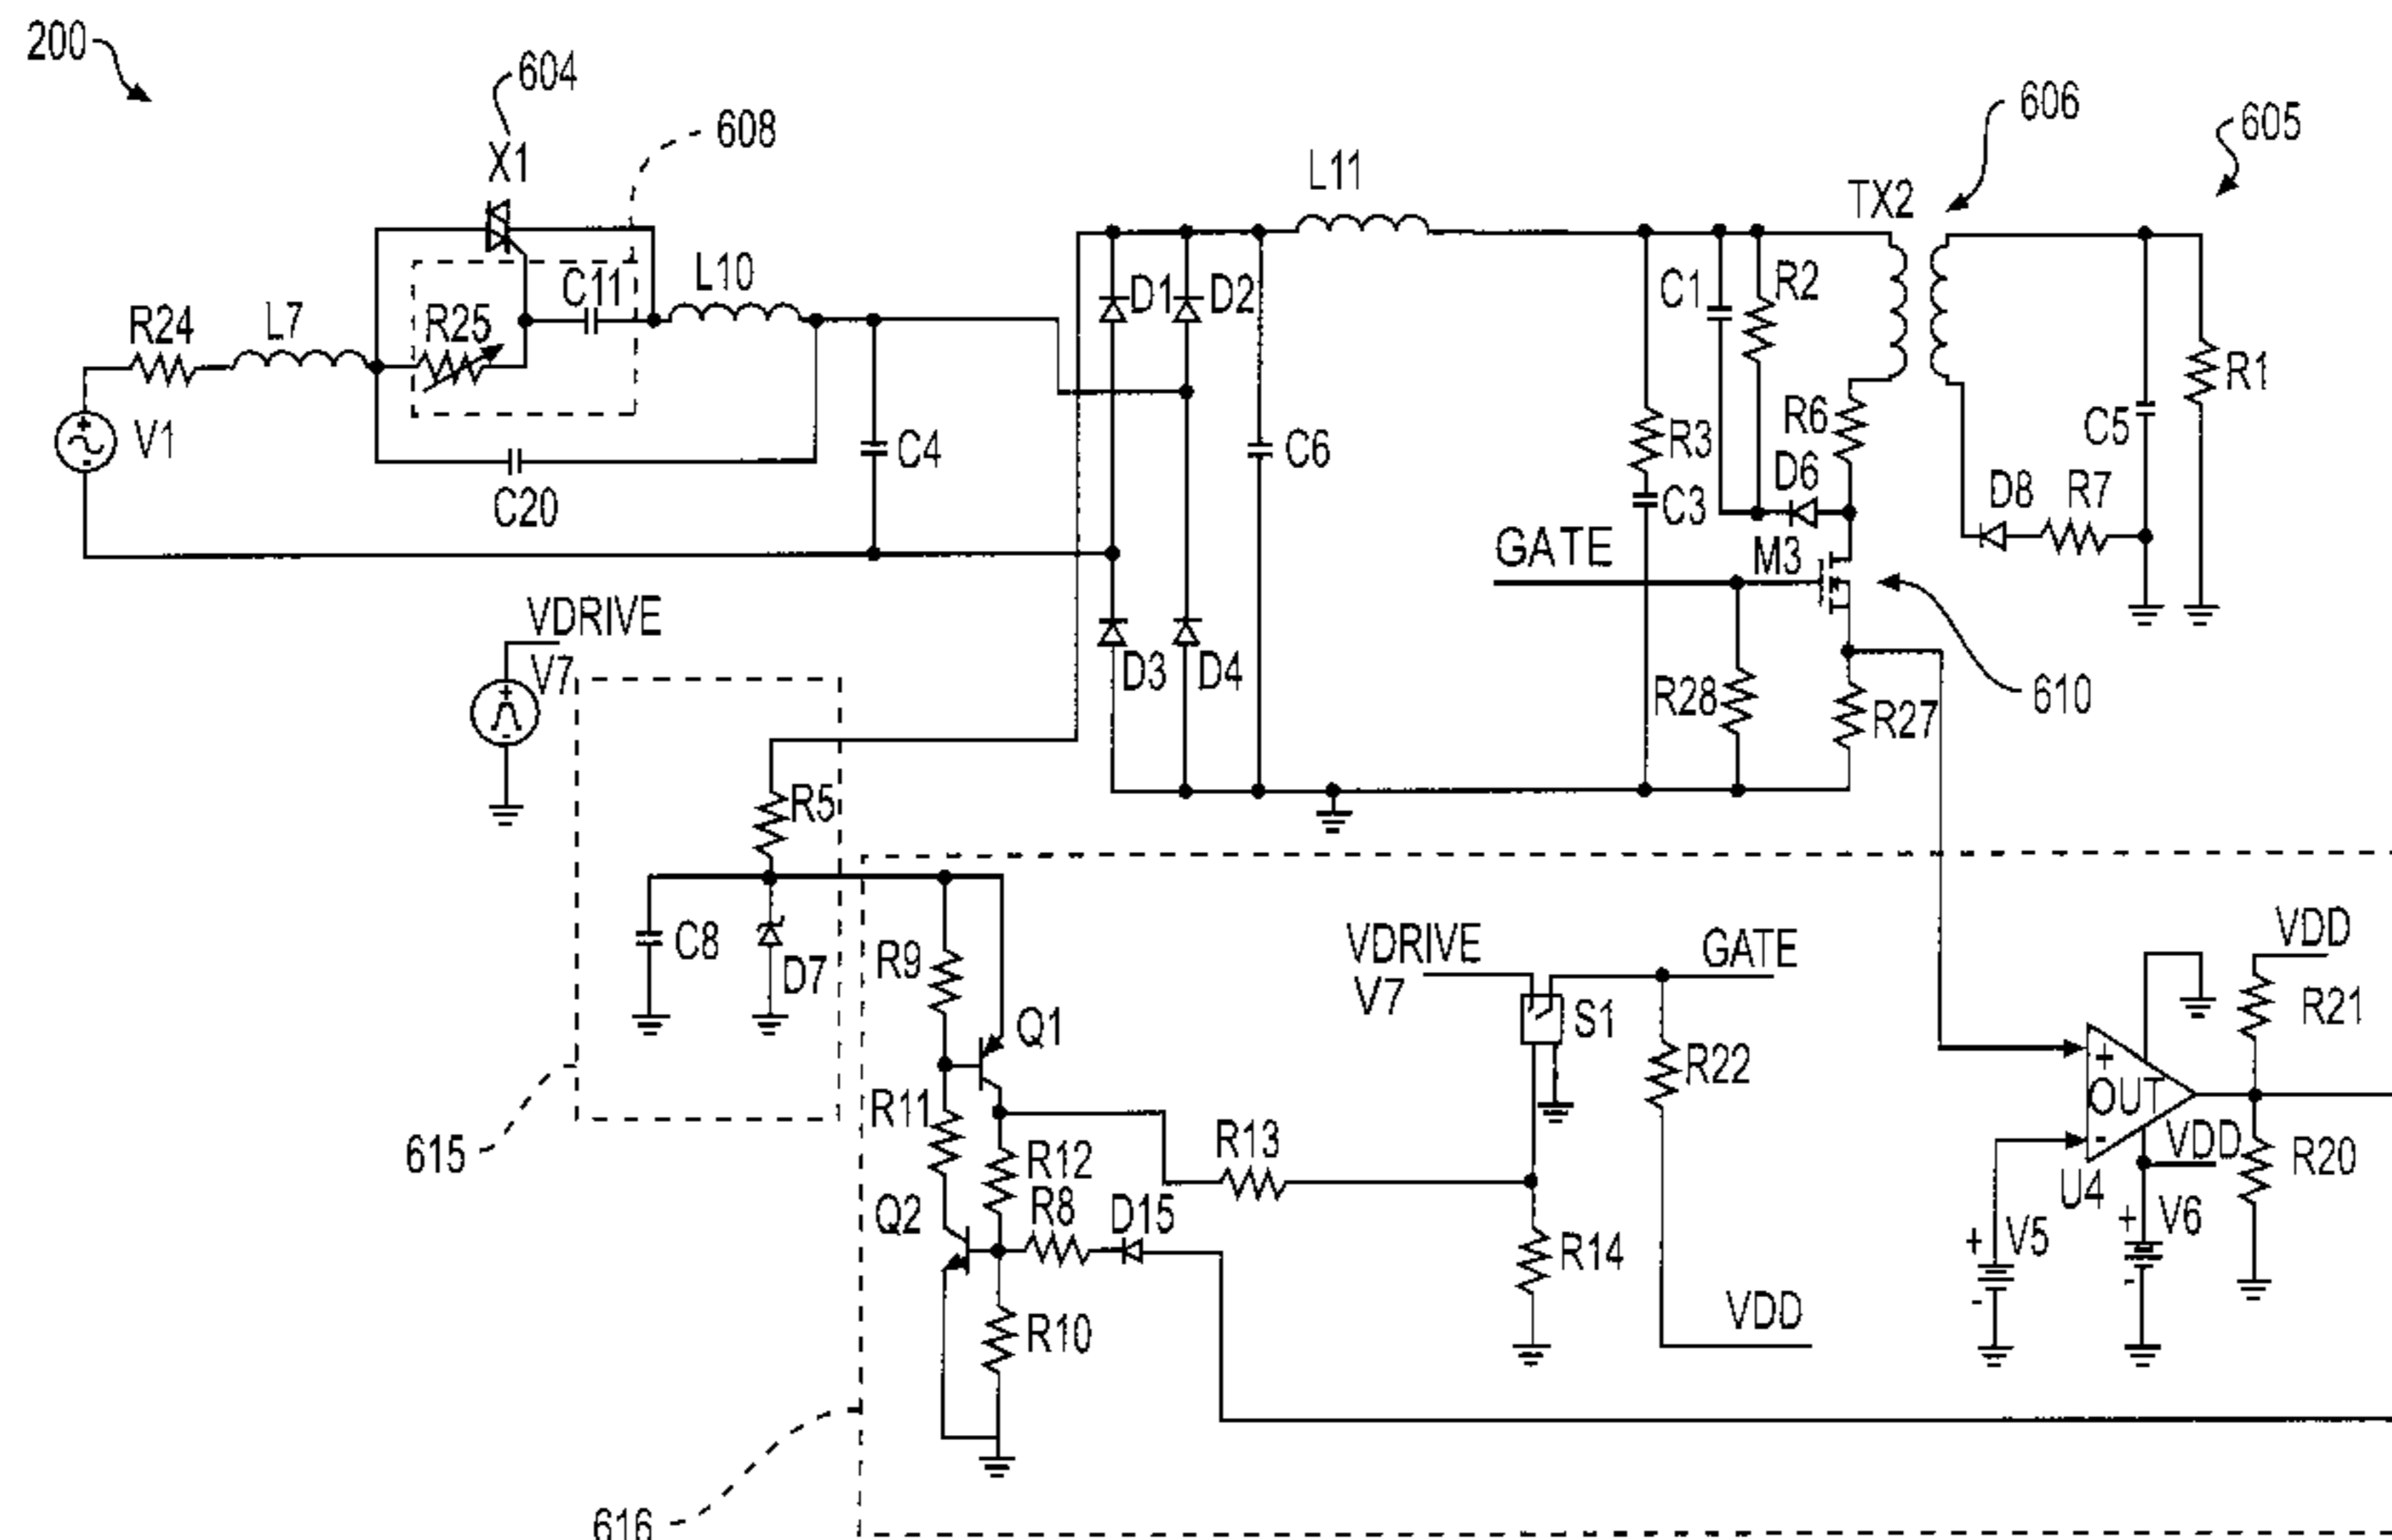 200
604
608
X1
606
605
L11
TX2
C11
L10
R24
L7
R25
D1
D2
C1
R2
R1
V1
C4
C6
R3
R6
C5
C20
C3
D6
D8
R7
GATE
M3
VDRIVE
V7
D3
D4
R28
R27
610
R5
C8
D7
R9
VDRIVE
V7
GATE
S1
VDD
R21
Q1
R22
+
OUT
-
R11
R12
R13
VDD
R20
615
U4
Q2
R8
D15
R14
+
V5
-
+
V6
-
R10
VDD
616